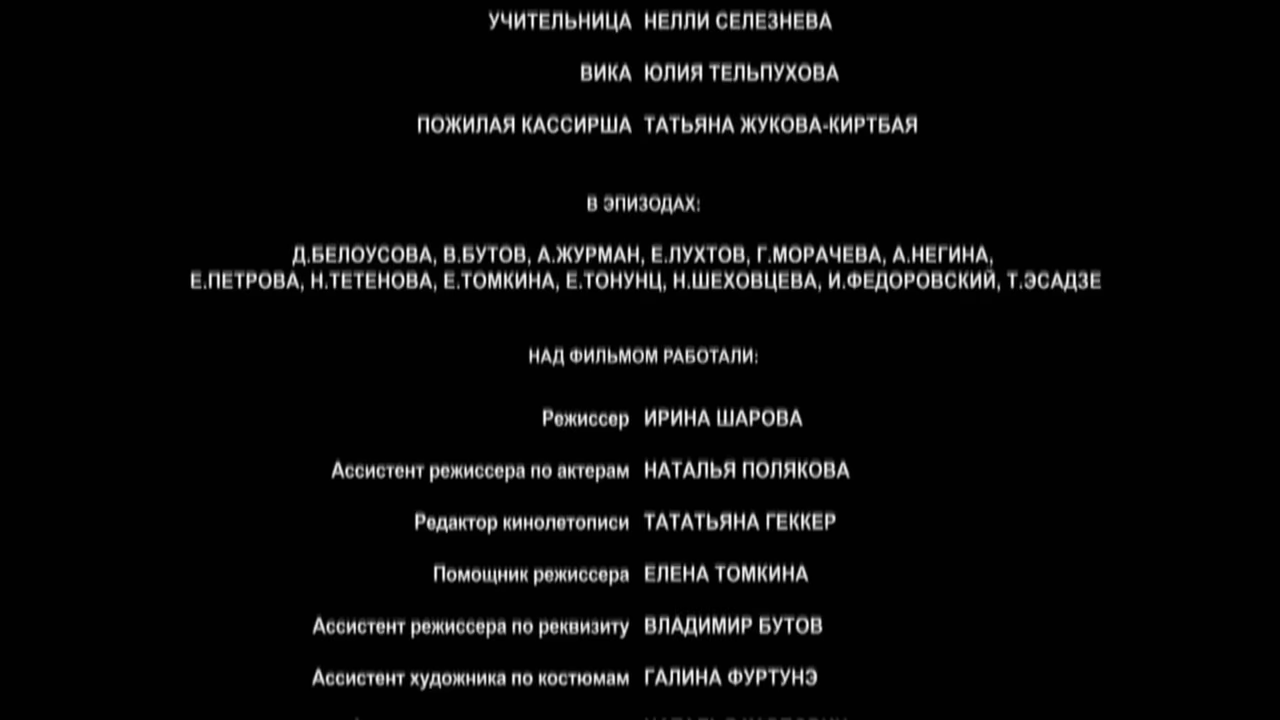 УЧИТЕЛЬНИЦА НЕЛЛИ СЕЛЕЗНЕВА
ВИКА ЮЛИЯ ТЕЛЬПУХОВА
ПОЖИЛАЯ КАССИРША ТАТЬЯНА ЖУКОВА-КИРТБАЯ
В ЭПИЗОДАХ:
Д.БЕЛОУСОВА, В.БУТОВ, А.ЖУРМАН, Е.ЛУХТОВ, Г.МОРАЧЕВА, А.НЕГИНА,
Е.ПЕТРОВА, Н.ТЕТЕНОВА, Е.ТОМКИНА, Е.ТОНУНЦ, Н.ШЕХОВЦЕВА, И.ФЕДОРОВСКИЙ, Т.ЭСАДЗЕ
НАД ФИЛЬМОМ РАБОТАЛИ:
Режиссер ИРИНА ШАРОВА
Ассистент режиссера по актерам НАТАЛЬЯ ПОЛЯКОВА
Редактор кинолетописи ТАТАТЬЯНА ГЕККЕР
Помощник режиссера ЕЛЕНА ТОМКИНА
Ассистент режиссера по реквизиту ВЛАДИМИР БУТОВ
Ассистент художника по костюмам ГАЛИНА ФУРТУНЭ